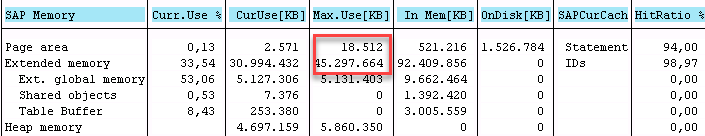 SAP Memory Curr.Use % CurUse[KB] Max.Use[KB] In Mem[KB] OnDisk[KB] SAPCurCach HitRatio %
Page area 0,13 2.571 18.512 521.216 1.526.784 Statement 94,00
Extended memory 33,54 30.994.432 45.297.664 92.409.856 0 IDs 98,97
Ext. global memory 53,06 5.127.306 5.131.403 9.662.464 0 0,00
Shared objects 0,53 7.376 0 1.392.420 0 0,00
Table Buffer 8,43 253.380 0 3.005.559 0 0,00
Heap memory 4.697.159 5.860.350 0 0 0,00